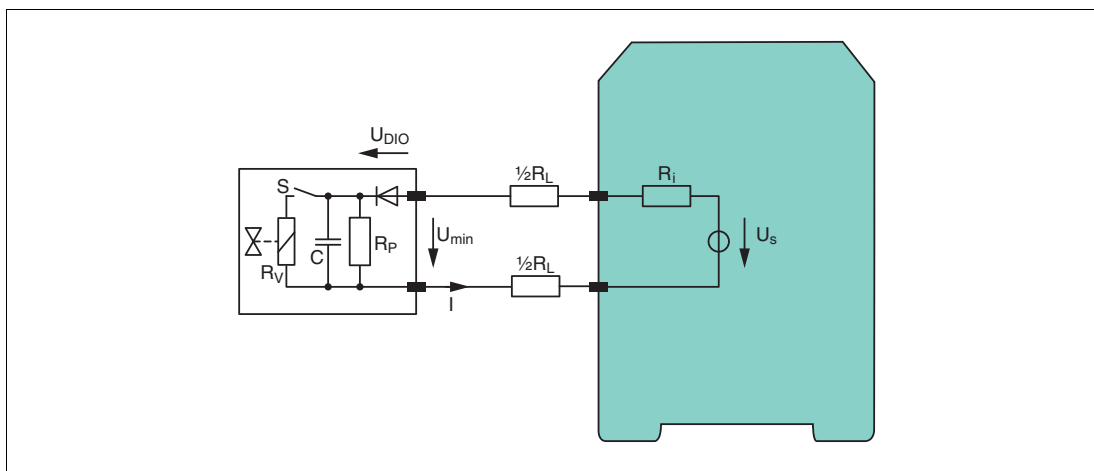 U_DIO
½R_L
R_i
S
U_min
U_s
R_P
C
½R_L
R_V
I